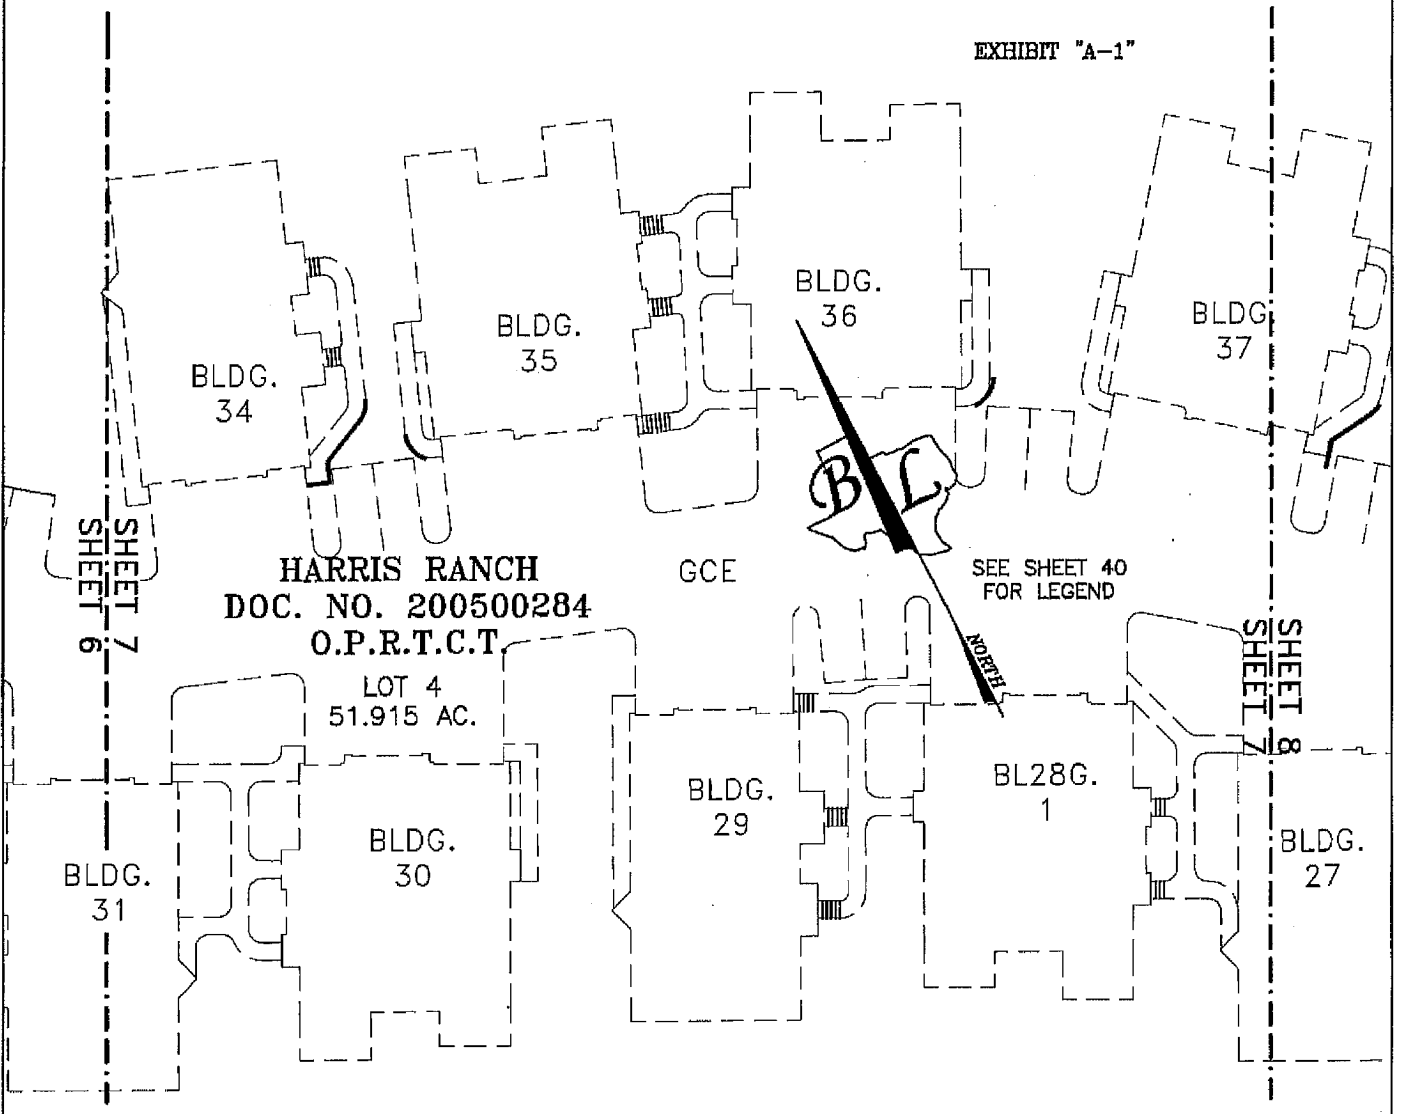 EXHIBIT "A-1"
BLDG.
34
BLDG.
35
BLDG.
36
BLDG
37
B L
SHEET 7
SHEET 6
HARRIS RANCH
DOC. NO. 200500284
O.P.R.T.C.T.
LOT 4
51.915 AC.
GCE
SEE SHEET 40
FOR LEGEND
NORTH
SHEET 8
SHEET 7
BLDG.
31
BLDG.
30
BLDG.
29
BL28G.
1
BLDG.
27